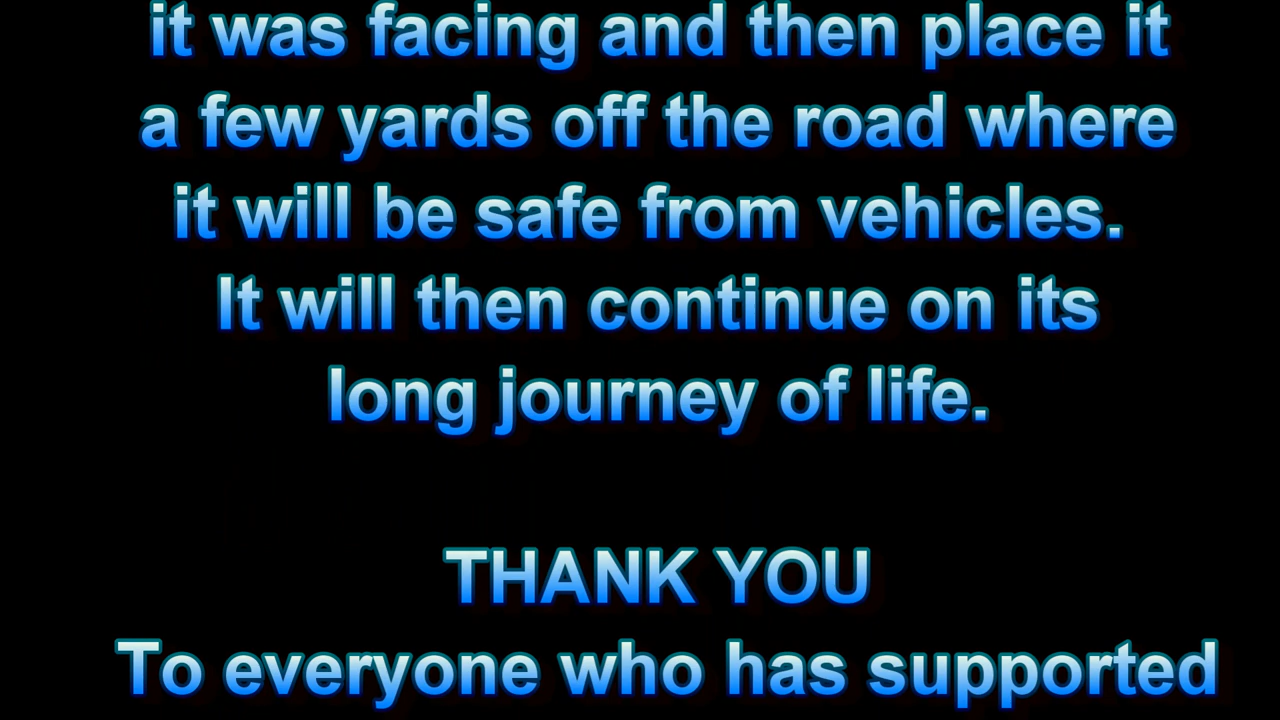 it was facing and then place it
a few yards off the road where
it will be safe from vehicles.
It will then continue on its
long journey of life.
THANK YOU
To everyone who has supported